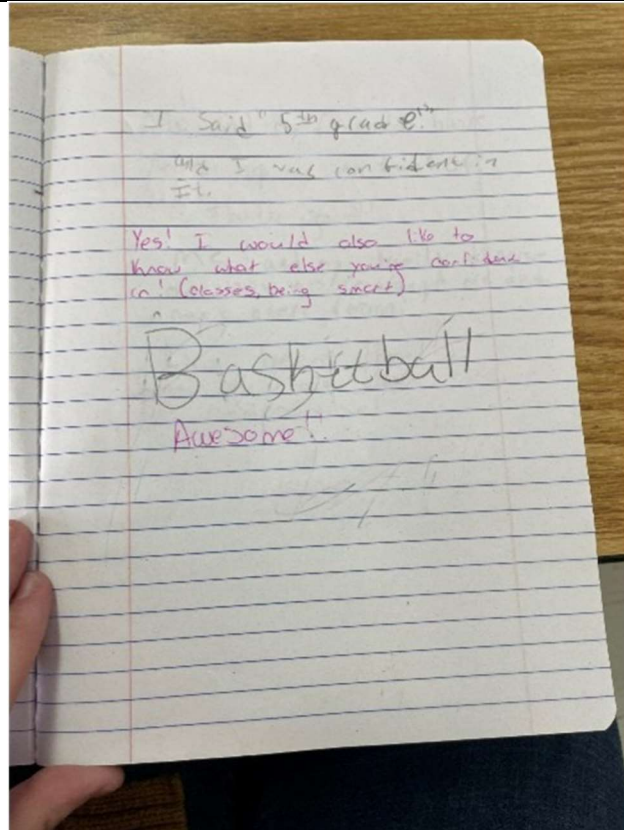 I Said "5th grade!"
and I was confident in
It.
Yes! I would also like to
know what else you're confident
in! (classes, being smart)
Basketball
Awesome!